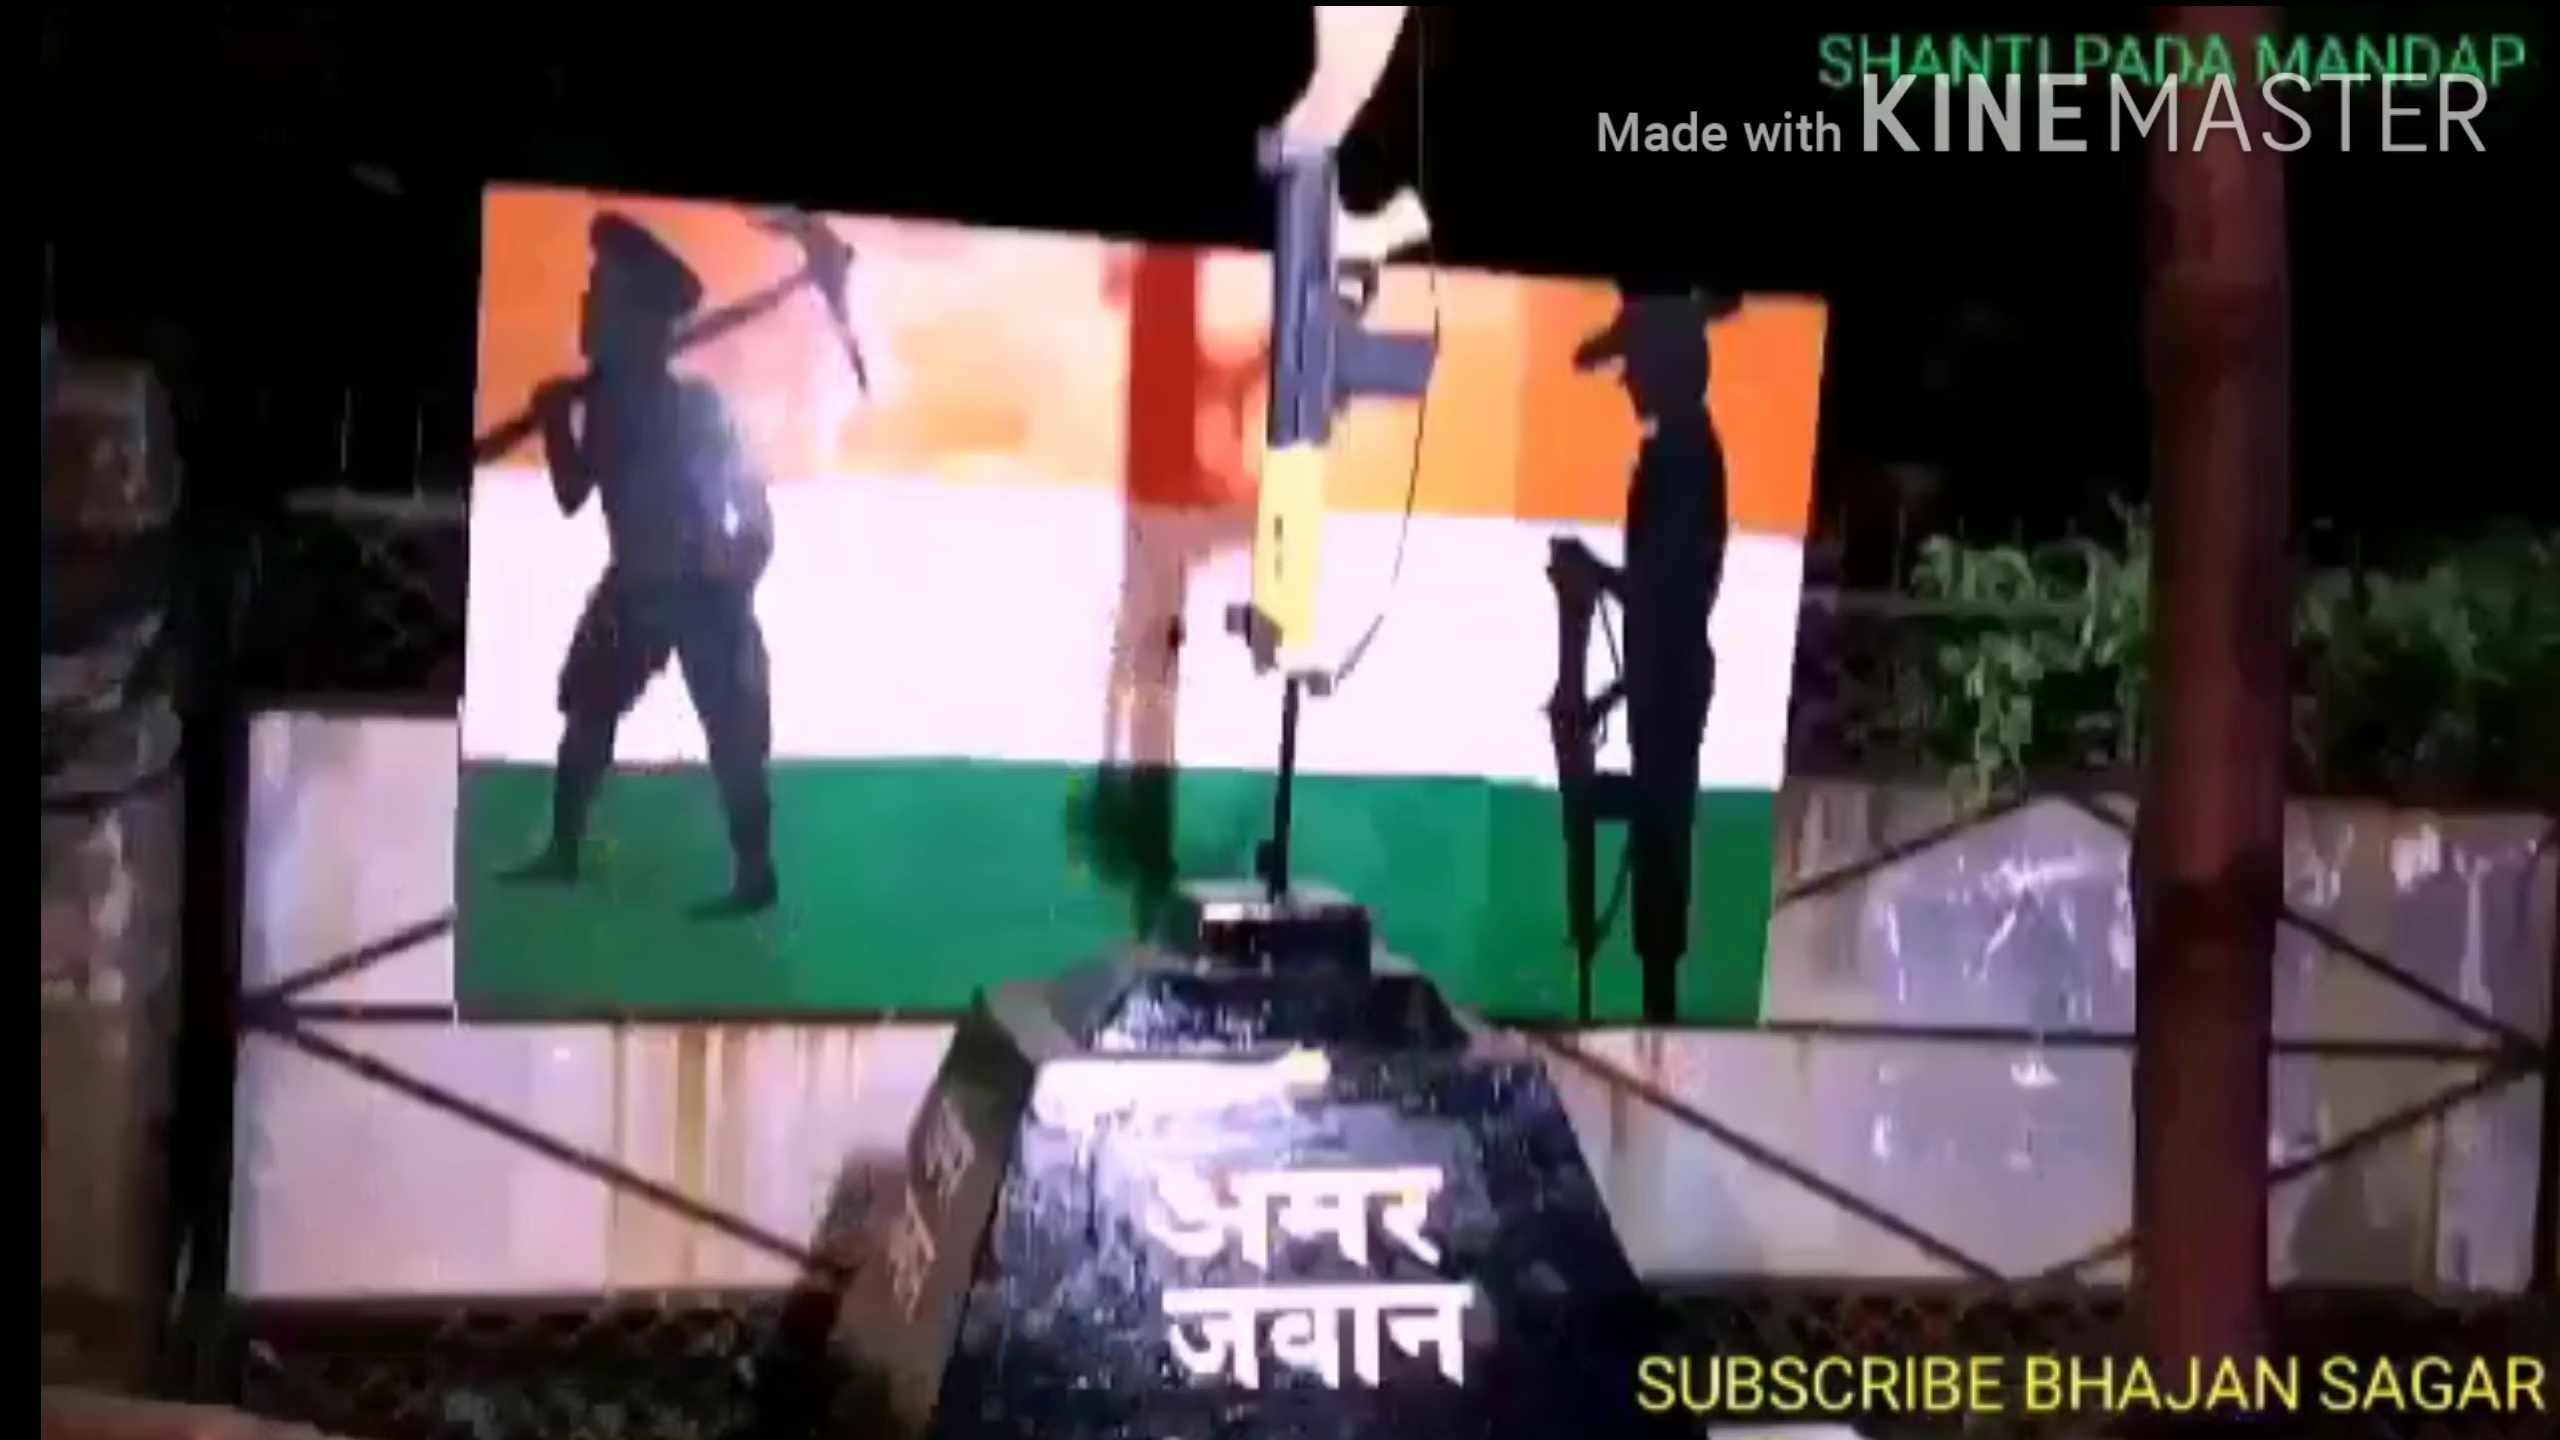 SHANTI PADA MANDAP
Made with KINEMASTER
अमर
जवान
SUBSCRIBE BHAJAN SAGAR